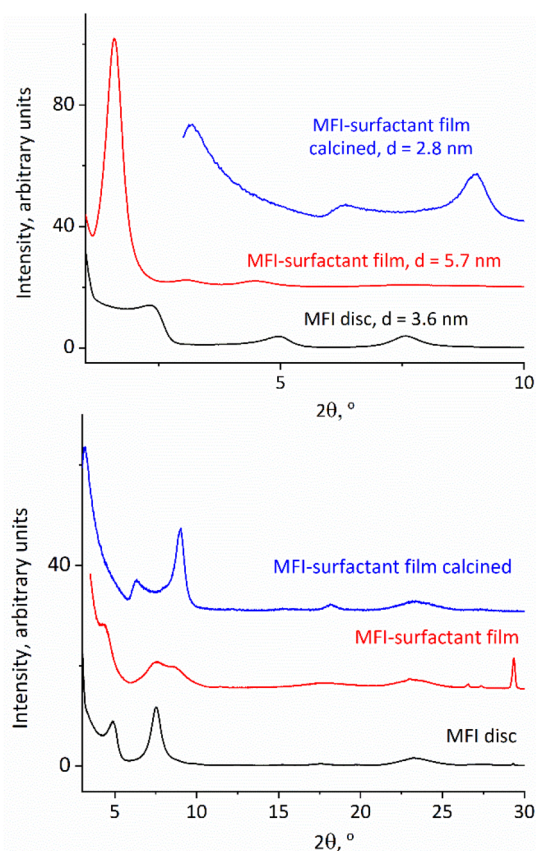 Intensity, arbitrary units
80
40
0
MFI-surfactant film
calcined, d = 2.8 nm
MFI-surfactant film, d = 5.7 nm
MFI disc, d = 3.6 nm
5
10
2θ, º
Intensity, arbitrary units
40
0
MFI-surfactant film calcined
MFI-surfactant film
MFI disc
5
10
15
20
25
30
2θ, º